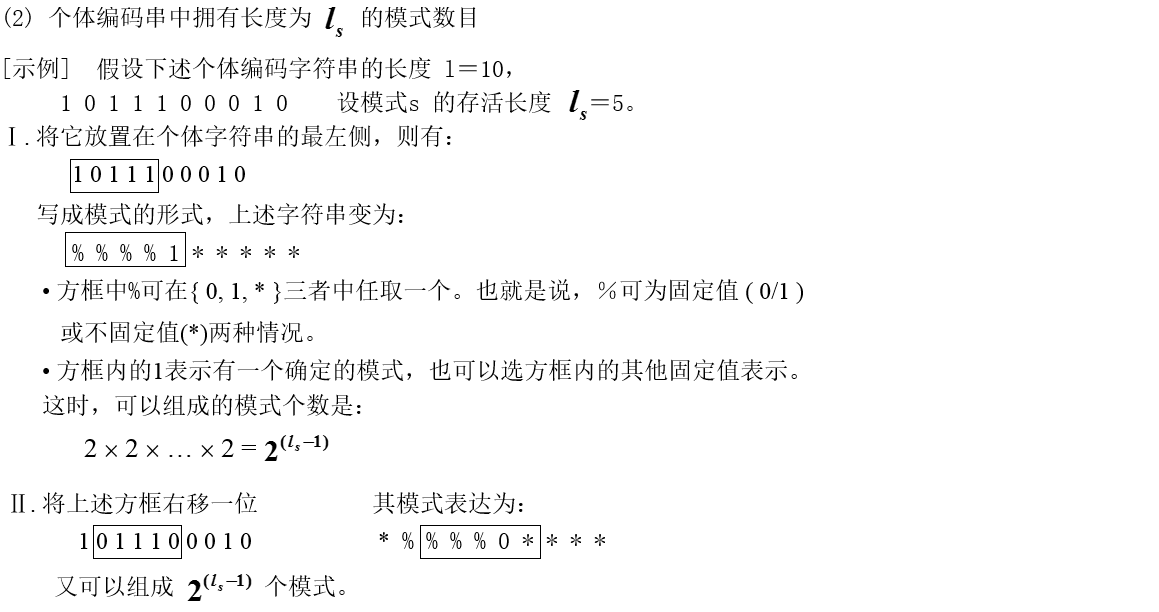 (2) 个体编码串中拥有长度为 lₛ 的模式数目
[示例] 假设下述个体编码字符串的长度 l=10，
1 0 1 1 1 0 0 0 1 0 设模式s 的存活长度 lₛ=5。
Ⅰ.将它放置在个体字符串的最左侧，则有：
1 0 1 1 1 0 0 0 1 0
写成模式的形式，上述字符串变为：
% % % % 1 * * * * *
• 方框中%可在{ 0, 1, * }三者中任取一个。也就是说，%可为固定值 ( 0/1 )
或不固定值(*)两种情况。
• 方框内的1表示有一个确定的模式，也可以选方框内的其他固定值表示。
这时，可以组成的模式个数是：
2 × 2 × … × 2 = 2^(lₛ−1)
Ⅱ.将上述方框右移一位 其模式表达为：
1 0 1 1 1 0 0 0 1 0 * % % % % 0 * * * *
又可以组成 2^(lₛ−1) 个模式。